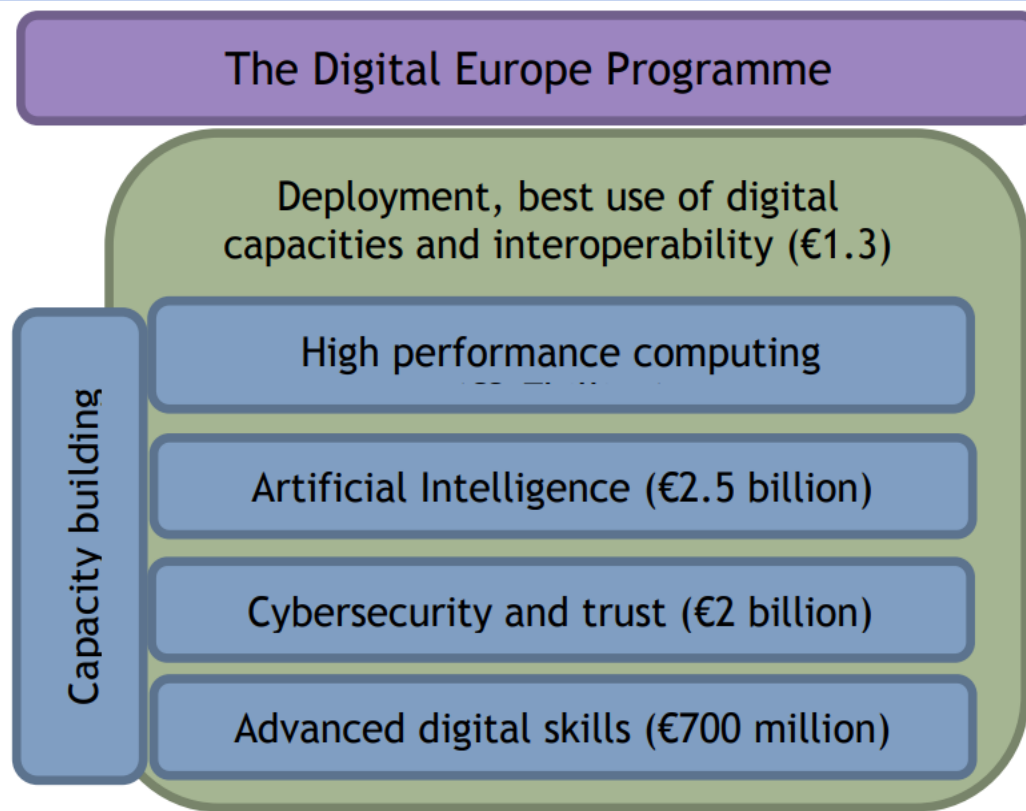 The Digital Europe Programme
Deployment, best use of digital
capacities and interoperability (€1.3)
High performance computing
Capacity building
Artificial Intelligence (€2.5 billion)
Cybersecurity and trust (€2 billion)
Advanced digital skills (€700 million)